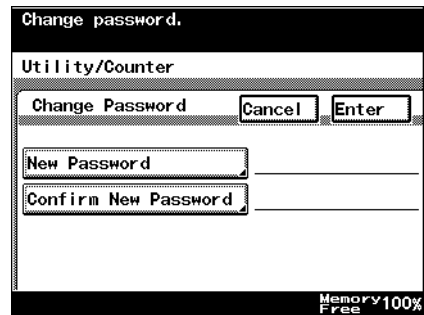 Change password.
Utility/Counter
Change Password Cancel Enter
New Password
Confirm New Password
Memory Free 100%